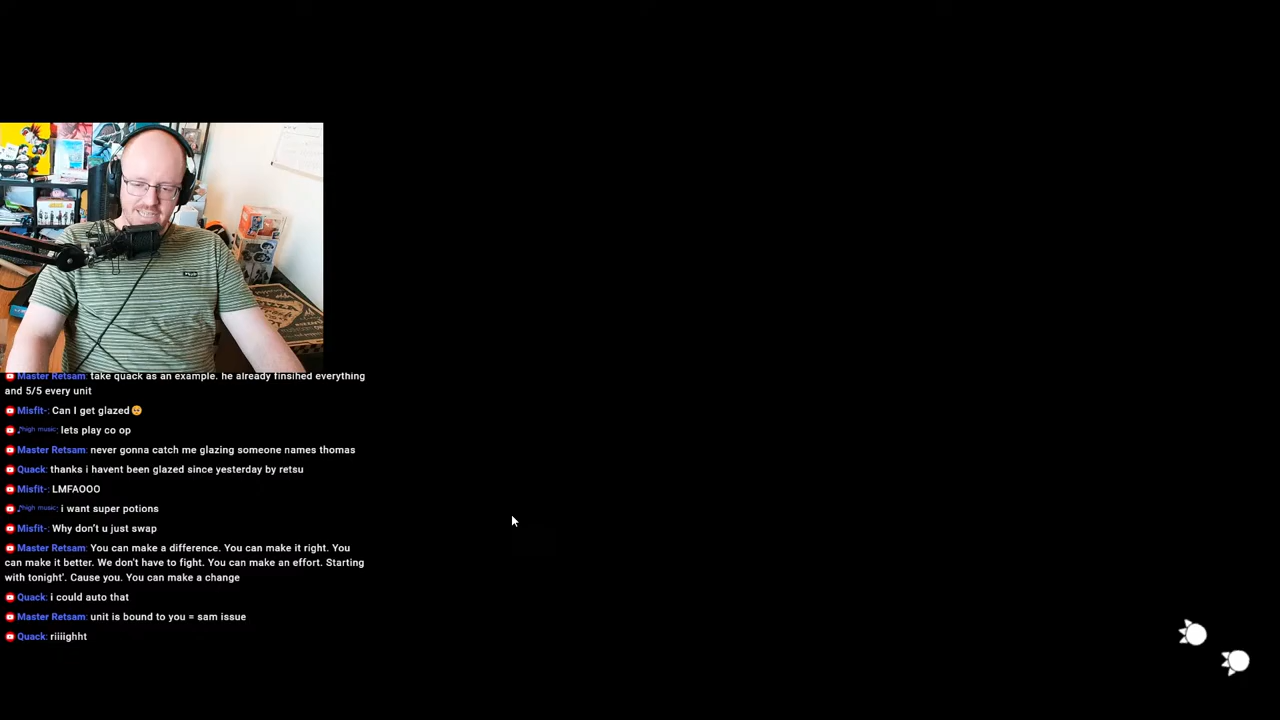 Master Retsam: take quack as an example. he already finsihed everything
and 5/5 every unit
Misfit-: Can I get glazed🥺
high music: lets play co op
Master Retsam: never gonna catch me glazing someone names thomas
Quack: thanks i havent been glazed since yesterday by retsu
Misfit-: LMFAOOO
high music: i want super potions
Misfit-: Why don't u just swap
Master Retsam: You can make a difference. You can make it right. You
can make it better. We don't have to fight. You can make an effort. Starting
with tonight'. Cause you. You can make a change
Quack: i could auto that
Master Retsam: unit is bound to you = sam issue
Quack: riiiighht